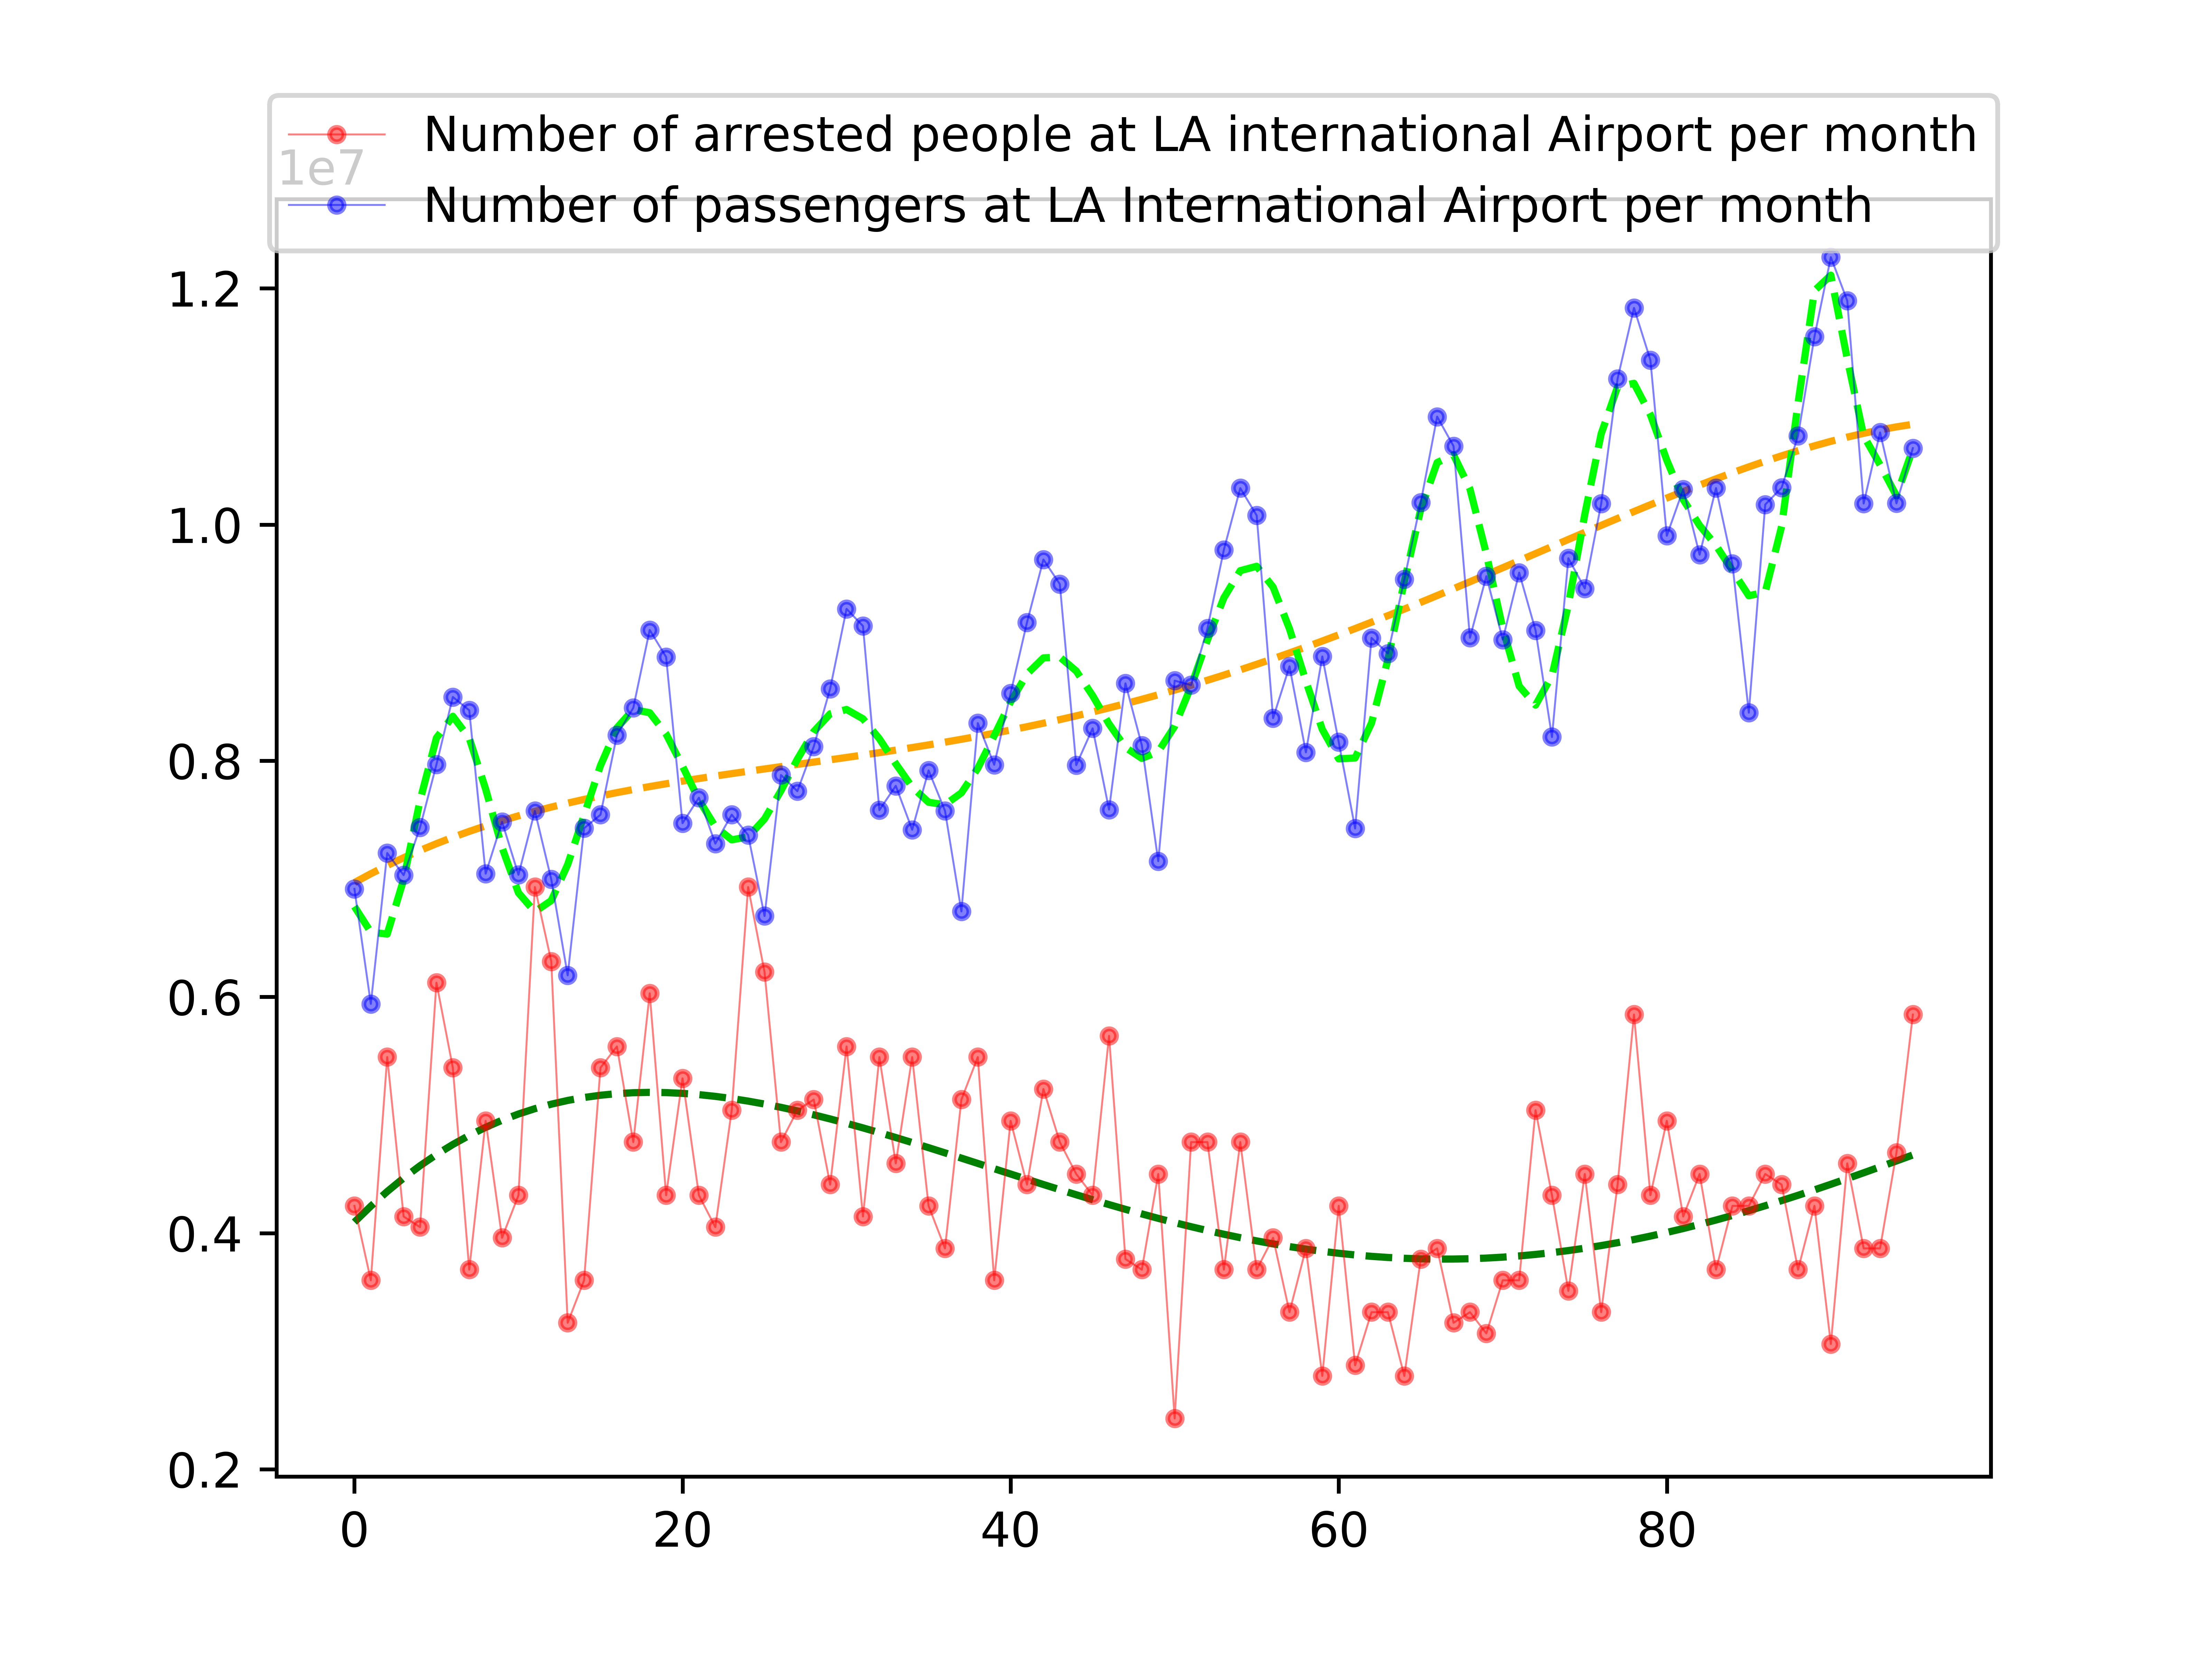 Number of arrested people at LA international Airport per month
1e7
Number of passengers at LA International Airport per month
1.2
1.0
0.8
0.6
0.4
0.2
0 20 40 60 80